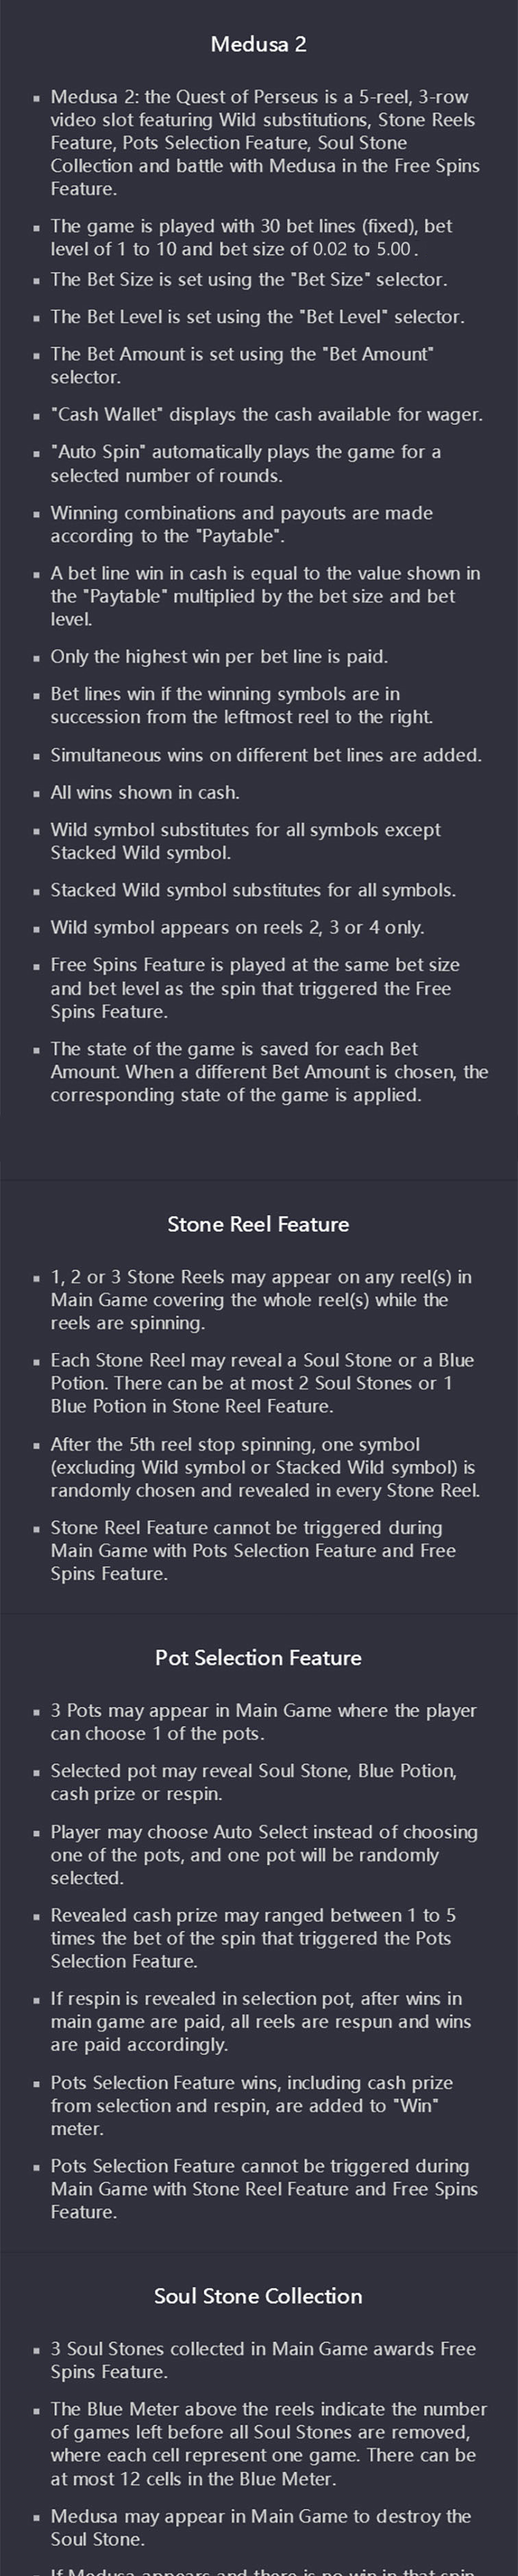 Medusa 2
▪ Medusa 2: the Quest of Perseus is a 5-reel, 3-row
video slot featuring Wild substitutions, Stone Reels
Feature, Pots Selection Feature, Soul Stone
Collection and battle with Medusa in the Free Spins
Feature.
▪ The game is played with 30 bet lines (fixed), bet
level of 1 to 10 and bet size of 0.02 to 5.00 .
▪ The Bet Size is set using the "Bet Size" selector.
▪ The Bet Level is set using the "Bet Level" selector.
▪ The Bet Amount is set using the "Bet Amount"
selector.
▪ "Cash Wallet" displays the cash available for wager.
▪ "Auto Spin" automatically plays the game for a
selected number of rounds.
▪ Winning combinations and payouts are made
according to the "Paytable".
▪ A bet line win in cash is equal to the value shown in
the "Paytable" multiplied by the bet size and bet
level.
▪ Only the highest win per bet line is paid.
▪ Bet lines win if the winning symbols are in
succession from the leftmost reel to the right.
▪ Simultaneous wins on different bet lines are added.
▪ All wins shown in cash.
▪ Wild symbol substitutes for all symbols except
Stacked Wild symbol.
▪ Stacked Wild symbol substitutes for all symbols.
▪ Wild symbol appears on reels 2, 3 or 4 only.
▪ Free Spins Feature is played at the same bet size
and bet level as the spin that triggered the Free
Spins Feature.
▪ The state of the game is saved for each Bet
Amount. When a different Bet Amount is chosen, the
corresponding state of the game is applied.
Stone Reel Feature
▪ 1, 2 or 3 Stone Reels may appear on any reel(s) in
Main Game covering the whole reel(s) while the
reels are spinning.
▪ Each Stone Reel may reveal a Soul Stone or a Blue
Potion. There can be at most 2 Soul Stones or 1
Blue Potion in Stone Reel Feature.
▪ After the 5th reel stop spinning, one symbol
(excluding Wild symbol or Stacked Wild symbol) is
randomly chosen and revealed in every Stone Reel.
▪ Stone Reel Feature cannot be triggered during
Main Game with Pots Selection Feature and Free
Spins Feature.
Pot Selection Feature
▪ 3 Pots may appear in Main Game where the player
can choose 1 of the pots.
▪ Selected pot may reveal Soul Stone, Blue Potion,
cash prize or respin.
▪ Player may choose Auto Select instead of choosing
one of the pots, and one pot will be randomly
selected.
▪ Revealed cash prize may ranged between 1 to 5
times the bet of the spin that triggered the Pots
Selection Feature.
▪ If respin is revealed in selection pot, after wins in
main game are paid, all reels are respun and wins
are paid accordingly.
▪ Pots Selection Feature wins, including cash prize
from selection and respin, are added to "Win"
meter.
▪ Pots Selection Feature cannot be triggered during
Main Game with Stone Reel Feature and Free Spins
Feature.
Soul Stone Collection
▪ 3 Soul Stones collected in Main Game awards Free
Spins Feature.
▪ The Blue Meter above the reels indicate the number
of games left before all Soul Stones are removed,
where each cell represent one game. There can be
at most 12 cells in the Blue Meter.
▪ Medusa may appear in Main Game to destroy the
Soul Stone.
▪ If Medusa appears and there is no win in that spin